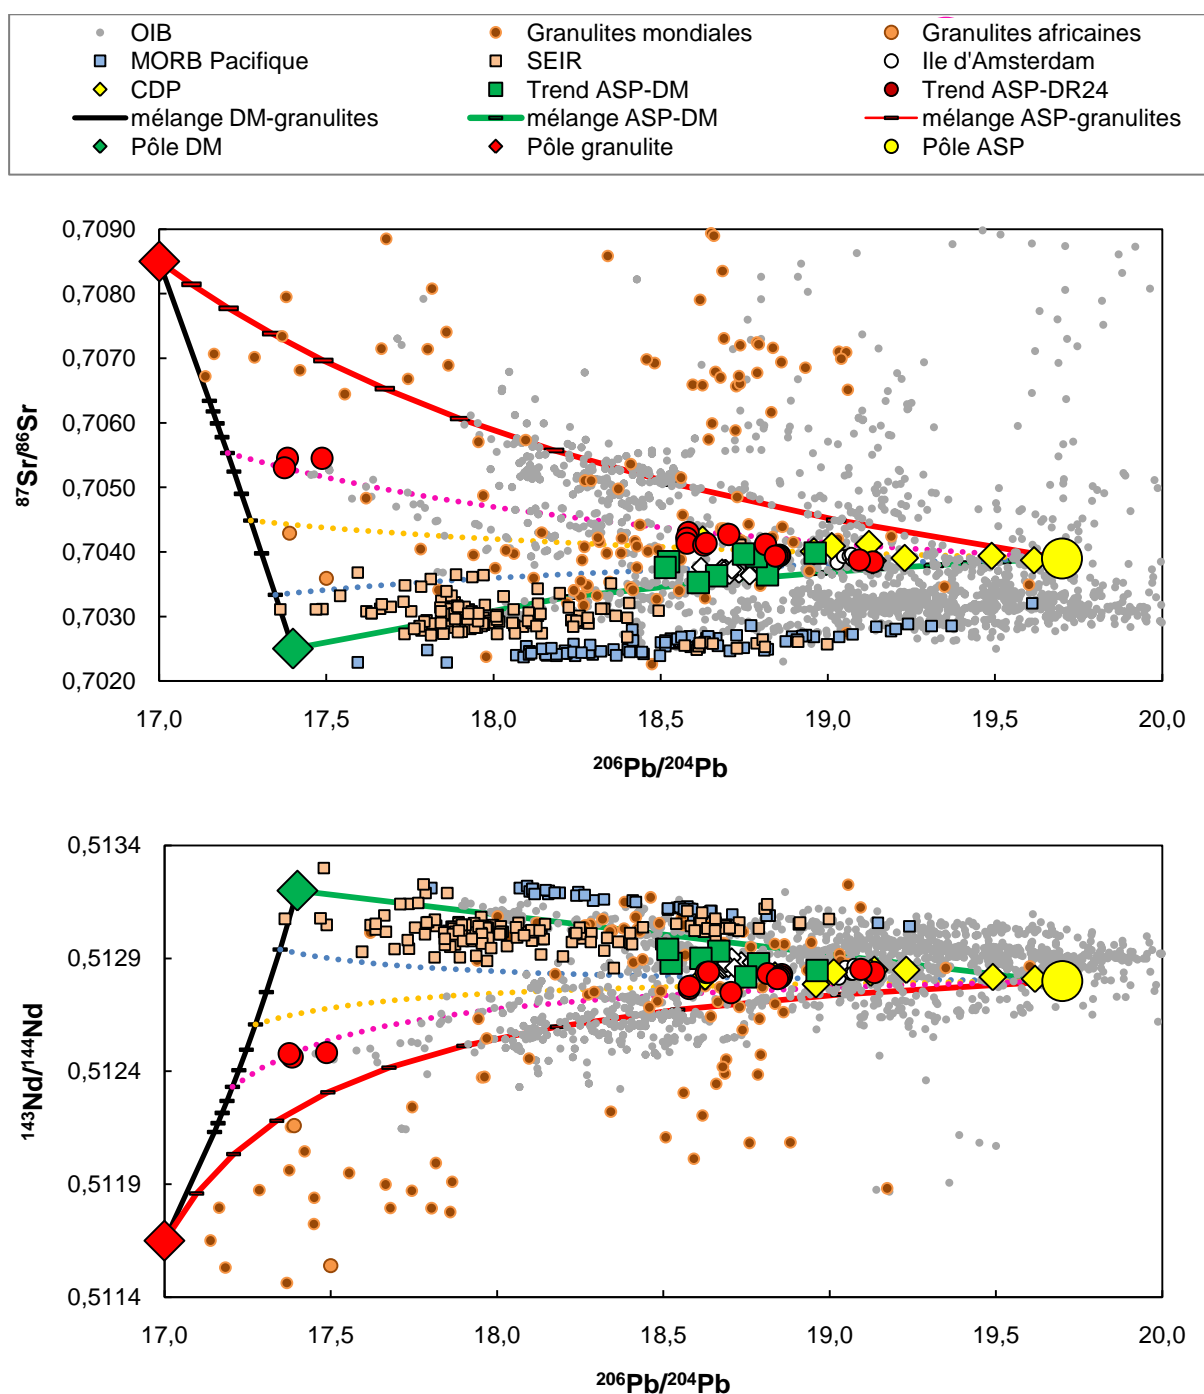 OIB Granulites mondiales Granulites africaines
MORB Pacifique SEIR Ile d'Amsterdam
CDP Trend ASP-DM Trend ASP-DR24
mélange DM-granulites mélange ASP-DM mélange ASP-granulites
Pôle DM Pôle granulite Pôle ASP
0,7090
0,7080
0,7070
0,7060
0,7050
0,7040
0,7030
0,7020
87Sr/86Sr
17,0 17,5 18,0 18,5 19,0 19,5 20,0
206Pb/204Pb
0,5134
0,5129
0,5124
0,5119
0,5114
143Nd/144Nd
17,0 17,5 18,0 18,5 19,0 19,5 20,0
206Pb/204Pb